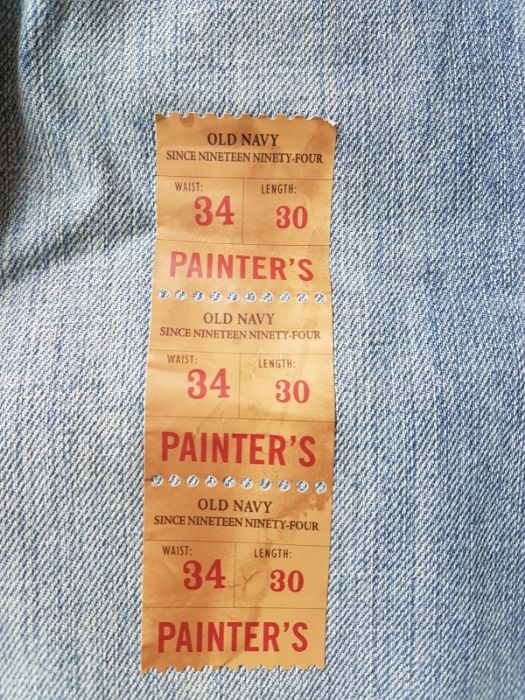 OLD NAVY
SINCE NINETEEN NINETY-FOUR
WAIST: LENGTH:
34 30
PAINTER'S
OLD NAVY
SINCE NINETEEN NINETY-FOUR
WAIST: LENGTH:
34 30
PAINTER'S
OLD NAVY
SINCE NINETEEN NINETY-FOUR
WAIST: LENGTH:
34 30
PAINTER'S